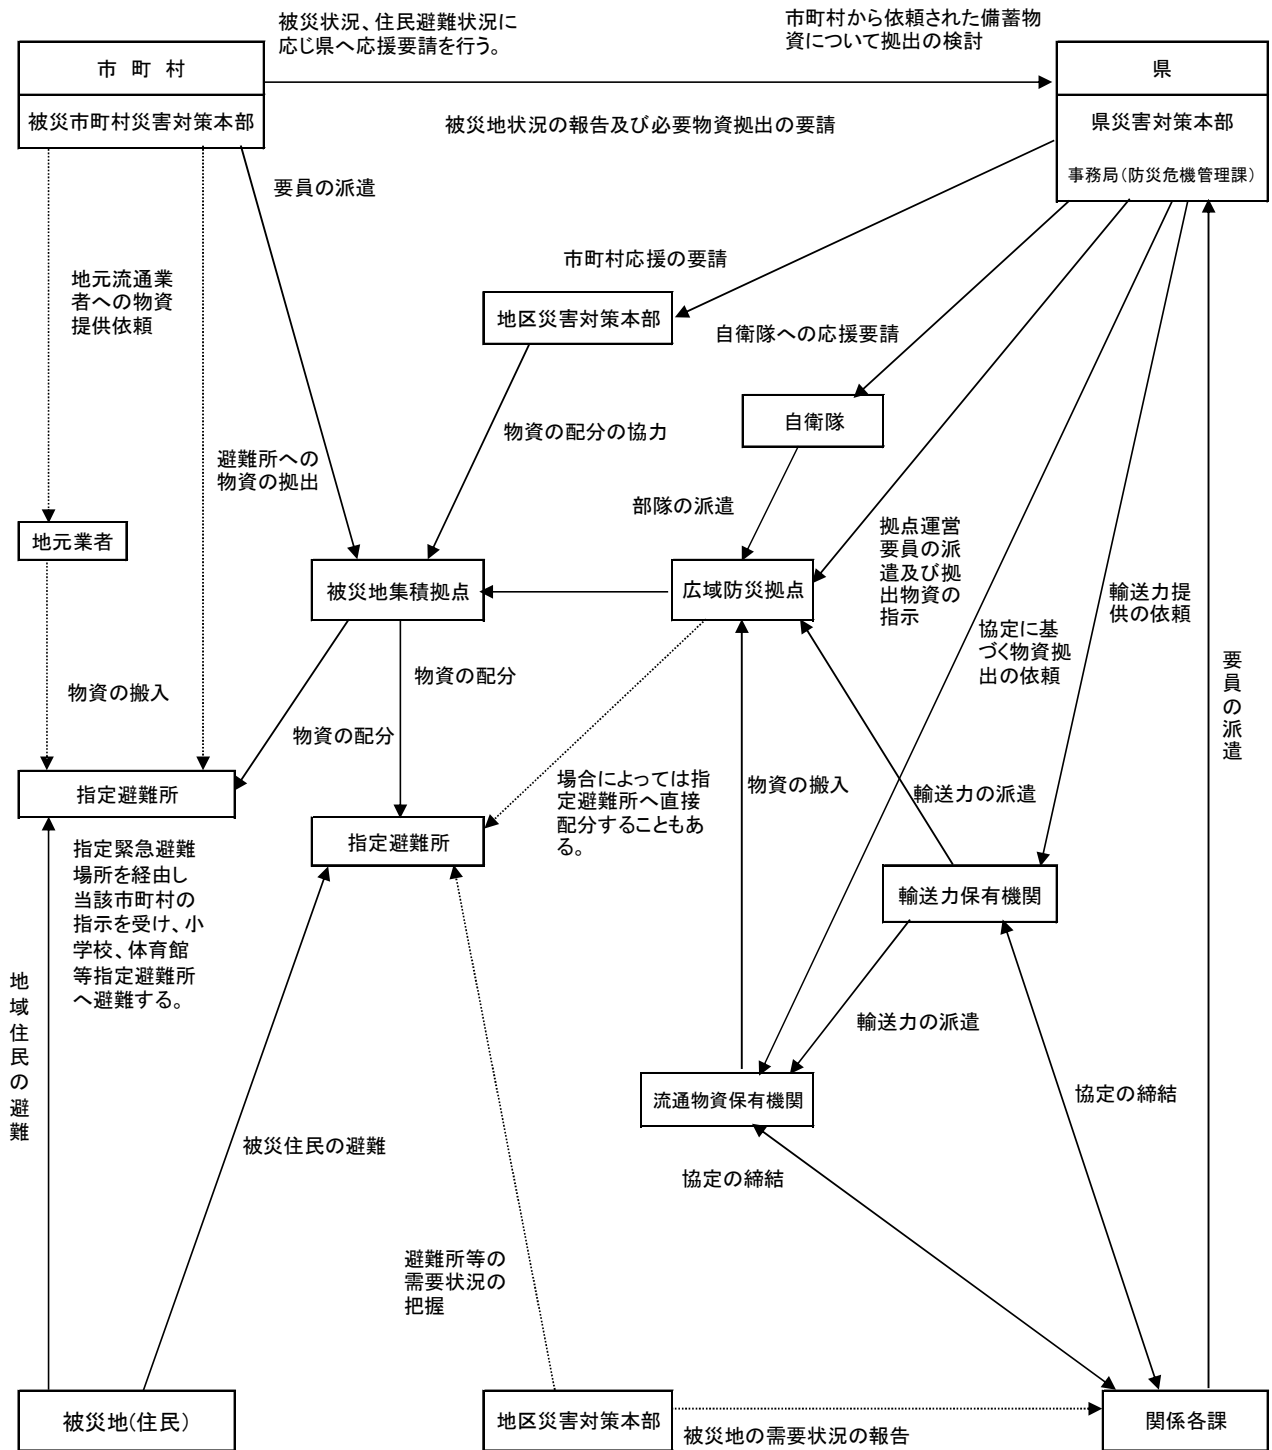 被災状況、住民避難状況に
応じ県へ応援要請を行う。
市町村から依頼された備蓄物
資について拠出の検討
市 町 村
県
被災市町村災害対策本部
被災地状況の報告及び必要物資拠出の要請
県災害対策本部
事務局(防災危機管理課)
要員の派遣
市町村応援の要請
地元流通業
者への物資
提供依頼
地区災害対策本部
自衛隊への応援要請
自衛隊
物資の配分の協力
避難所への
物資の拠出
部隊の派遣
地元業者
拠点運営
要員の派
遣及び拠
出物資の
指示
被災地集積拠点
広域防災拠点
輸送力提
供の依頼
協定に基
づく物資拠
出の依頼
要員の派遣
物資の搬入
物資の配分
物資の配分
指定避難所
場合によっては指
定避難所へ直接
配分することもあ
る。
物資の搬入
輸送力の派遣
指定避難所
指定緊急避難
場所を経由し
当該市町村の
指示を受け、小
学校、体育館
等指定避難所
へ避難する。
輸送力保有機関
地域住民の避難
輸送力の派遣
流通物資保有機関
協定の締結
被災住民の避難
協定の締結
避難所等の
需要状況の
把握
被災地(住民)
地区災害対策本部
被災地の需要状況の報告
関係各課